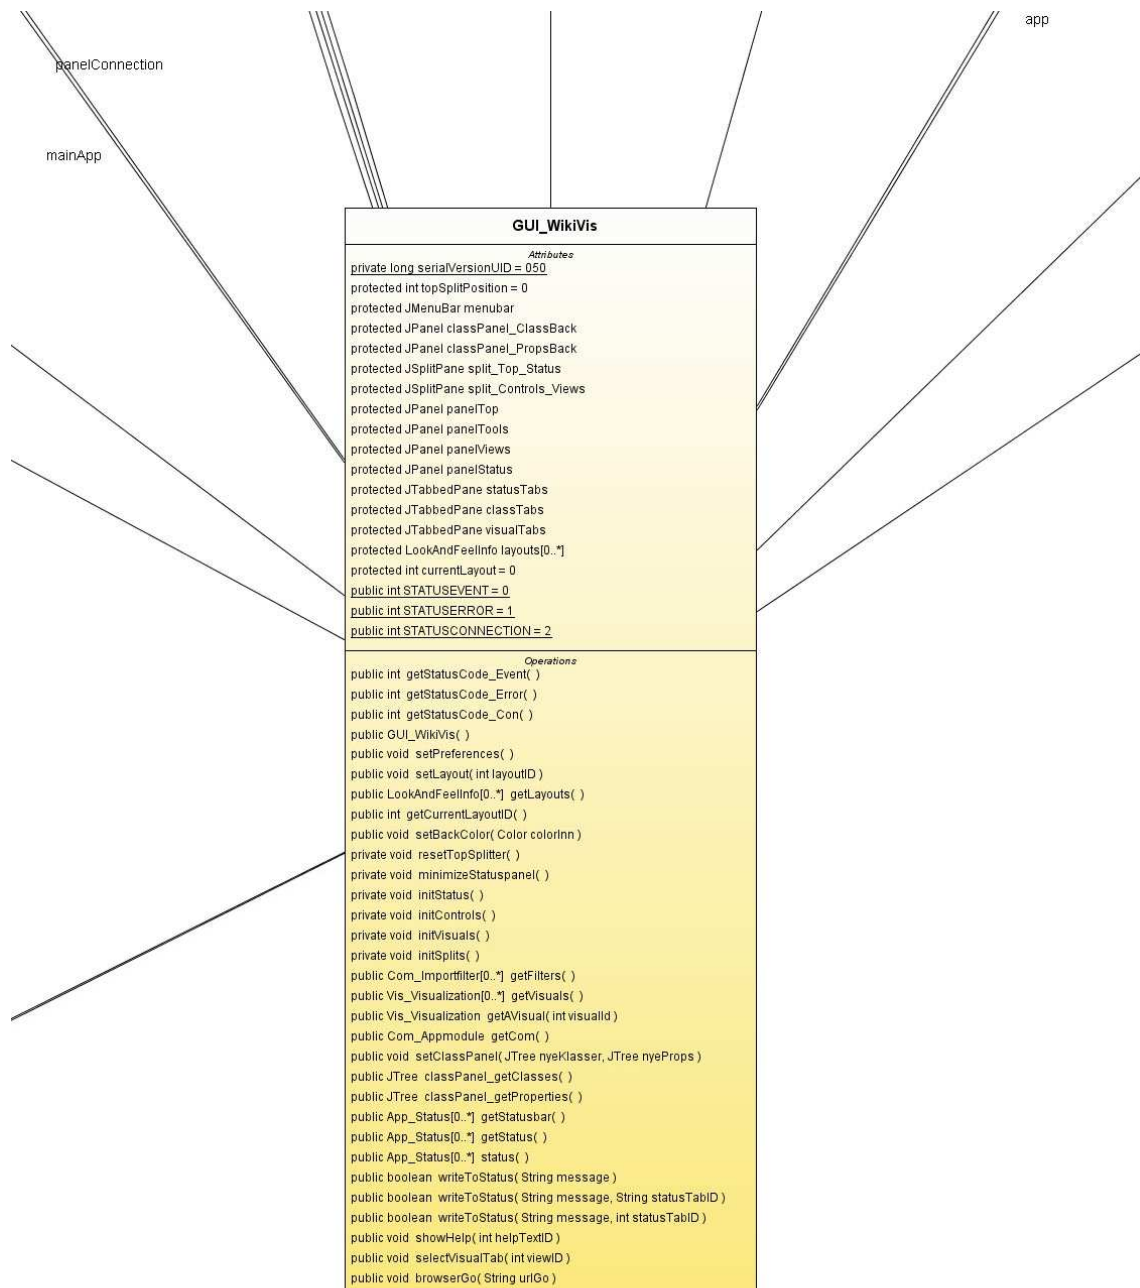 app
panelConnection
mainApp
GUI_WikiVis
Attributes
private long serialVersionUID = 050
protected int topSplitPosition = 0
protected JMenuBar menubar
protected JPanel classPanel_ClassBack
protected JPanel classPanel_PropsBack
protected JSplitPane split_Top_Status
protected JSplitPane split_Controls_Views
protected JPanel panelTop
protected JPanel panelTools
protected JPanel panelViews
protected JPanel panelStatus
protected JTabbedPane statusTabs
protected JTabbedPane classTabs
protected JTabbedPane visualTabs
protected LookAndFeelInfo layouts[0..*]
protected int currentLayout = 0
public int STATUSEVENT = 0
public int STATUSERROR = 1
public int STATUSCONNECTION = 2
Operations
public int getStatusCode_Event( )
public int getStatusCode_Error( )
public int getStatusCode_Con( )
public GUI_WikiVis( )
public void setPreferences( )
public void setLayout( int layoutID )
public LookAndFeelInfo[0..*] getLayouts( )
public int getCurrentLayoutID( )
public void setBackColor( Color colorInn )
private void resetTopSplitter( )
private void minimizeStatuspanel( )
private void initStatus( )
private void initControls( )
private void initVisuals( )
private void initSplits( )
public Com_Importfilter[0..*] getFilters( )
public Vis_Visualization[0..*] getVisuals( )
public Vis_Visualization getAVisual( int visualId )
public Com_Appmodule getCom( )
public void setClassPanel( JTree nyeKlasser, JTree nyeProps )
public JTree classPanel_getClasses( )
public JTree classPanel_getProperties( )
public App_Status[0..*] getStatusbar( )
public App_Status[0..*] getStatus( )
public App_Status[0..*] status( )
public boolean writeToStatus( String message )
public boolean writeToStatus( String message, String statusTabID )
public boolean writeToStatus( String message, int statusTabID )
public void showHelp( int helpTextID )
public void selectVisualTab( int viewID )
public void browserGo( String urlGo )